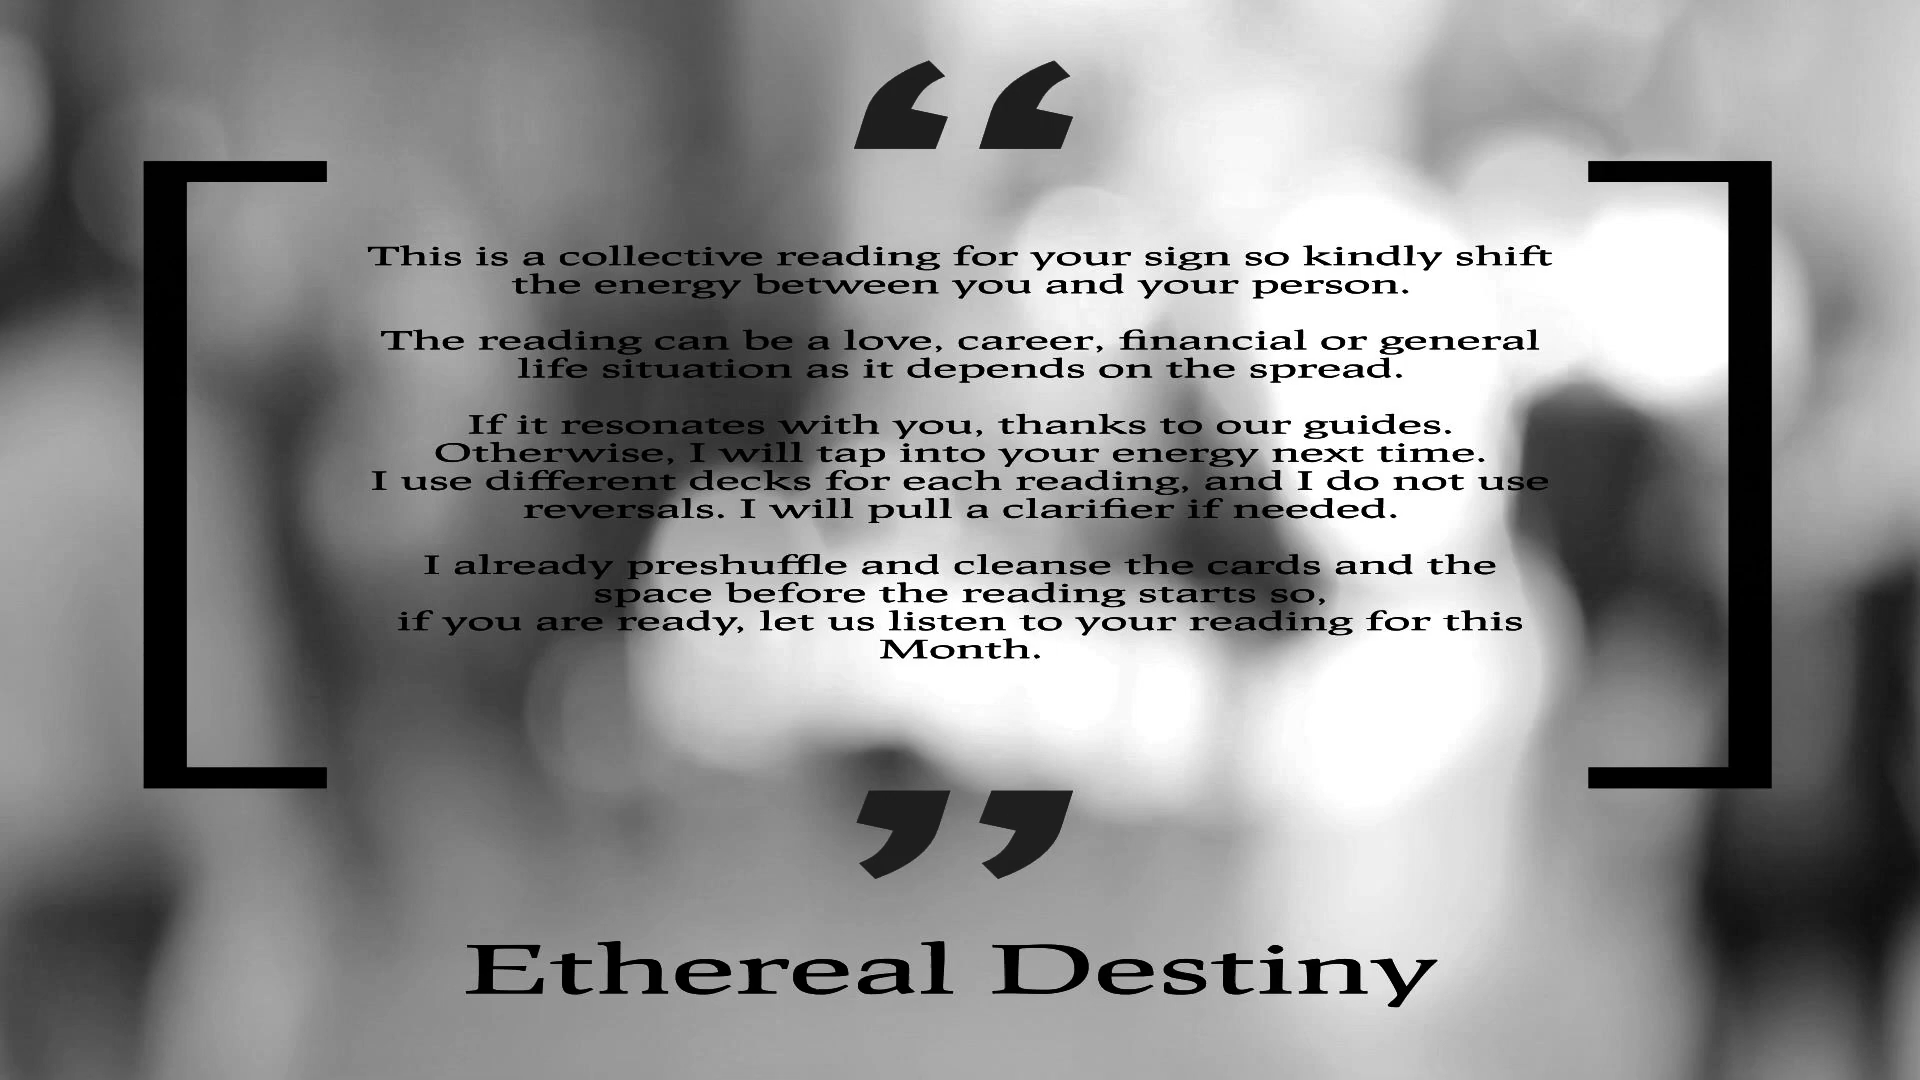 “
This is a collective reading for your sign so kindly shift
the energy between you and your person.
The reading can be a love, career, financial or general
life situation as it depends on the spread.
If it resonates with you, thanks to our guides.
Otherwise, I will tap into your energy next time.
I use different decks for each reading, and I do not use
reversals. I will pull a clarifier if needed.
I already preshuffle and cleanse the cards and the
space before the reading starts so,
if you are ready, let us listen to your reading for this
Month.
”
Ethereal Destiny